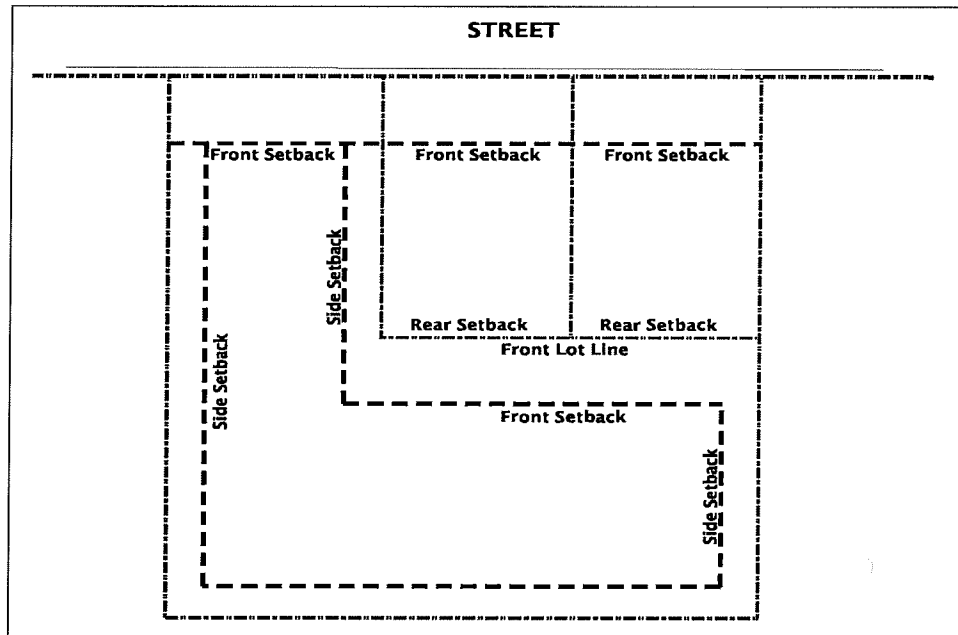 STREET
Front Setback
Front Setback
Front Setback
Side Setback
Side Setback
Rear Setback
Rear Setback
Front Lot Line
Front Setback
Side Setback